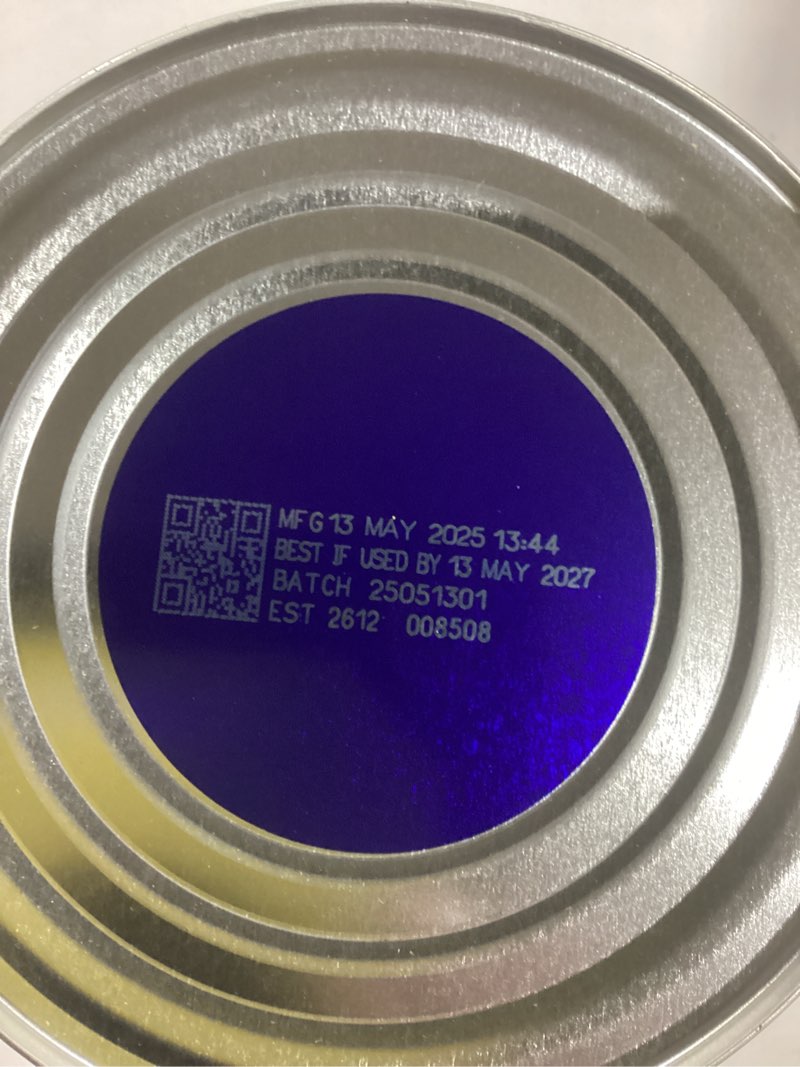 MFG 13 MAY 2025 13:44
BEST IF USED BY 13 MAY 2027
BATCH 25051301
EST 2612 008508